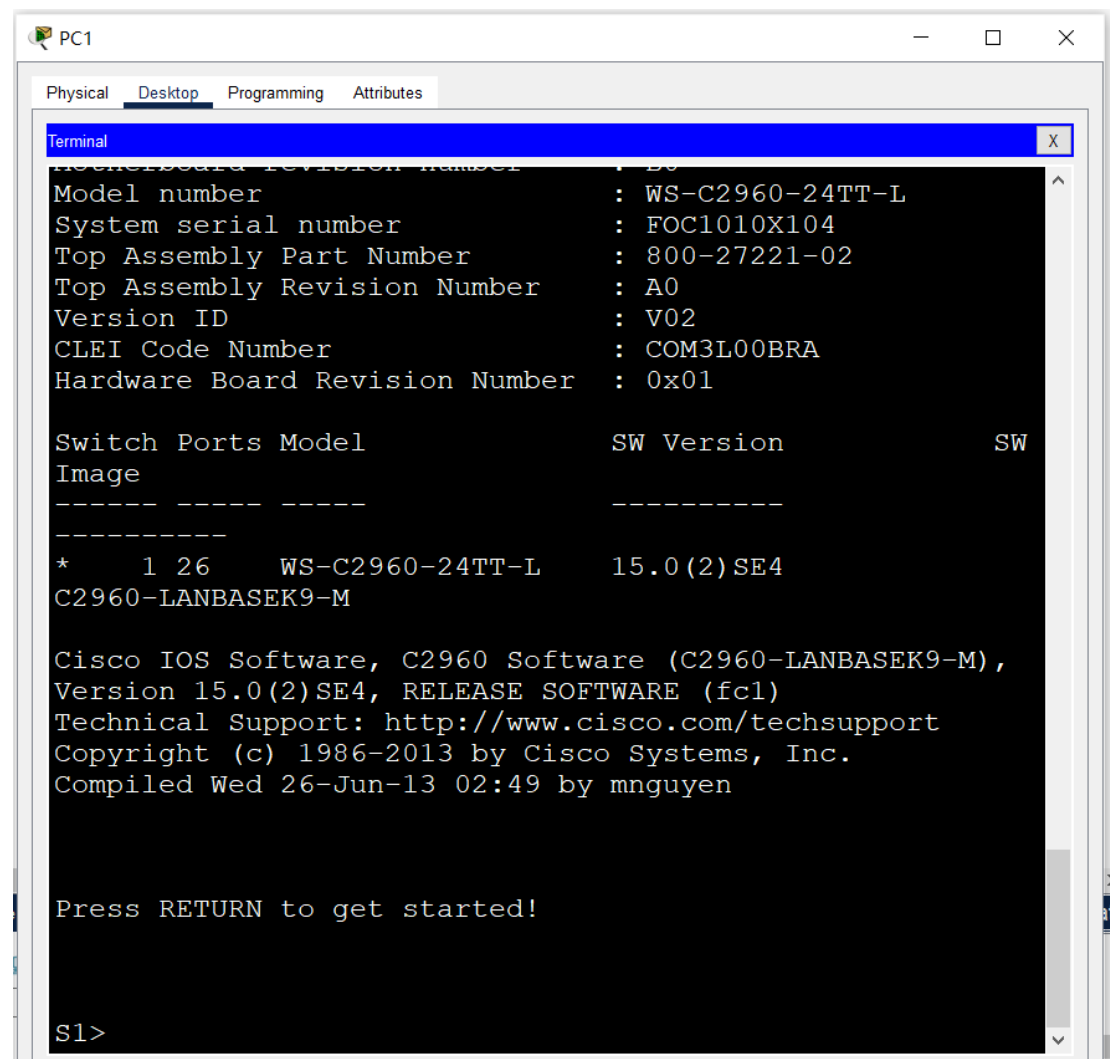 PC1
Physical Desktop Programming Attributes
Terminal X
Model number : WS-C2960-24TT-L
System serial number : FOC1010X104
Top Assembly Part Number : 800-27221-02
Top Assembly Revision Number : A0
Version ID : V02
CLEI Code Number : COM3L00BRA
Hardware Board Revision Number : 0x01
Switch Ports Model SW Version SW
Image
------ ----- ----- ----------
----------
* 1 26 WS-C2960-24TT-L 15.0(2)SE4
C2960-LANBASEK9-M
Cisco IOS Software, C2960 Software (C2960-LANBASEK9-M),
Version 15.0(2)SE4, RELEASE SOFTWARE (fc1)
Technical Support: http://www.cisco.com/techsupport
Copyright (c) 1986-2013 by Cisco Systems, Inc.
Compiled Wed 26-Jun-13 02:49 by mnguyen
Press RETURN to get started!
S1>